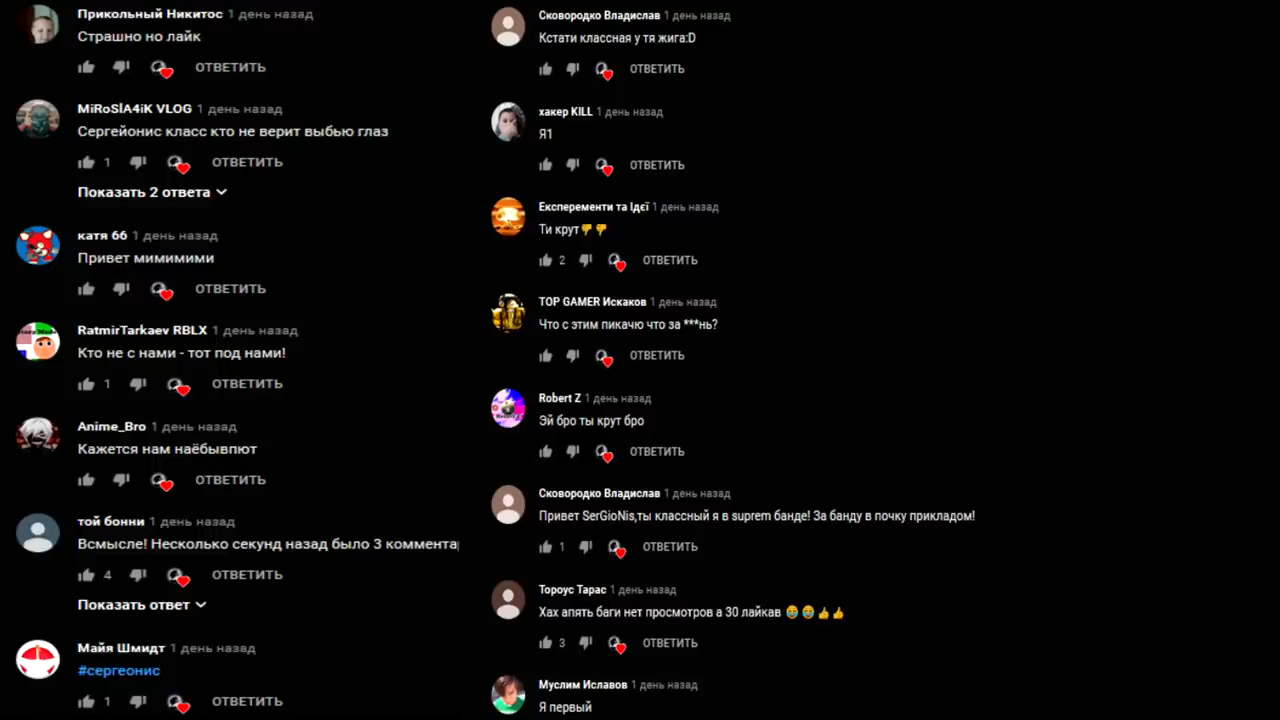 Прикольный Никитос 1 день назад
Страшно но лайк
ОТВЕТИТЬ
MiRoSlA4iK VLOG 1 день назад
Сергейонис класс кто не верит выбью глаз
1 ОТВЕТИТЬ
Показать 2 ответа
катя 66 1 день назад
Привет мимимими
ОТВЕТИТЬ
RatmirTarkaev RBLX 1 день назад
Кто не с нами - тот под нами!
1 ОТВЕТИТЬ
Anime_Bro 1 день назад
Кажется нам наёбывпют
ОТВЕТИТЬ
той бонни 1 день назад
Всмысле! Несколько секунд назад было 3 коммента
4 ОТВЕТИТЬ
Показать ответ
Майя Шмидт 1 день назад
#сергеонис
1 ОТВЕТИТЬ
Сковородко Владислав 1 день назад
Кстати классная у тя жига:D
ОТВЕТИТЬ
хакер KILL 1 день назад
Я1
ОТВЕТИТЬ
Експеременти та Ідєї 1 день назад
Ти крут👎👎
2 ОТВЕТИТЬ
TOP GAMER Искаков 1 день назад
Что с этим пикачю что за ***нь?
ОТВЕТИТЬ
Robert Z 1 день назад
Эй бро ты крут бро
ОТВЕТИТЬ
Сковородко Владислав 1 день назад
Привет SerGioNis,ты классный я в suprem банде! За банду в почку прикладом!
1 ОТВЕТИТЬ
Тороус Тарас 1 день назад
Хах апять баги нет просмотров а 30 лайкав 😂😂👍👍
3 ОТВЕТИТЬ
Муслим Иславов 1 день назад
Я первый